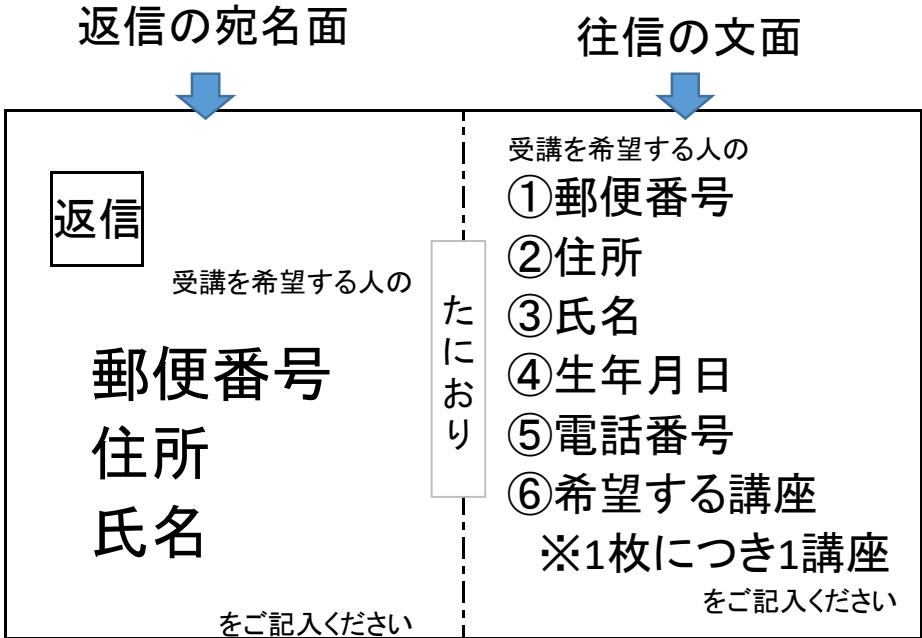 返信の宛名面
往信の文面
返信
受講を希望する人の
郵便番号
住所
氏名
をご記入ください
たにおり
受講を希望する人の
①郵便番号
②住所
③氏名
④生年月日
⑤電話番号
⑥希望する講座
※1枚につき1講座
をご記入ください